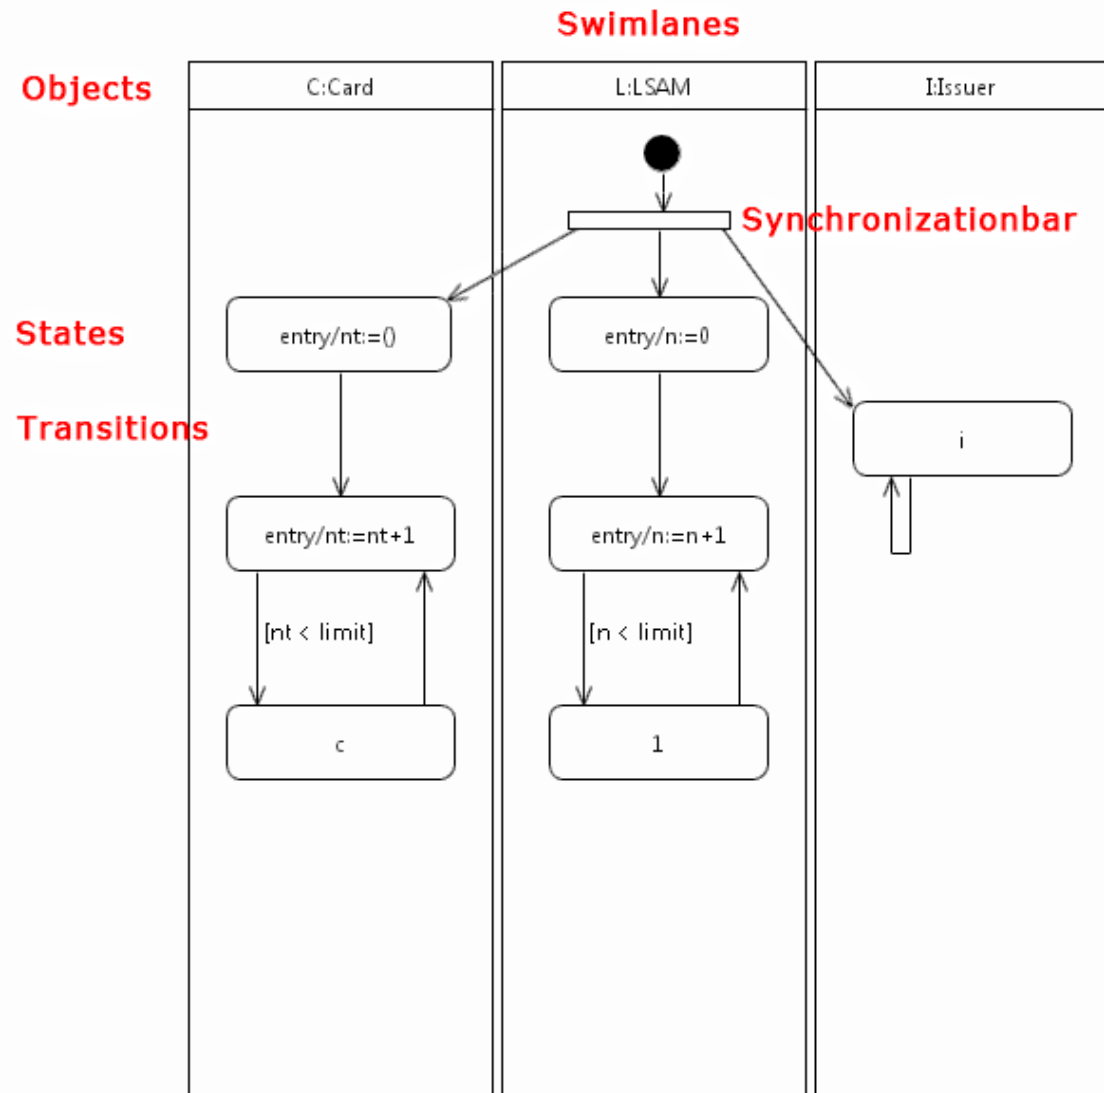 Swimlanes
Objects
C:Card
L:LSAM
I:Issuer
Synchronizationbar
States
entry/nt:=()
entry/n:=0
Transitions
i
entry/nt:=nt+1
entry/n:=n+1
[nt < limit]
[n < limit]
c
1